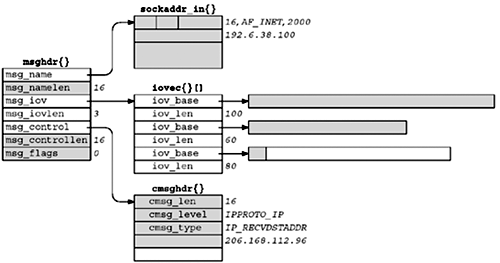 sockaddr_in{}
16,AF_INET,2000
192.6.38.100
msghdr{}
msg_name
msg_namelen 16
msg_iov
msg_iovlen 3
msg_control
msg_controllen 16
msg_flags 0
iovec{}[]
iov_base
iov_len 100
iov_base
iov_len 60
iov_base
iov_len 80
cmsghdr{}
cmsg_len 16
cmsg_level IPPROTO_IP
cmsg_type IP_RECVDSTADDR
206.168.112.96